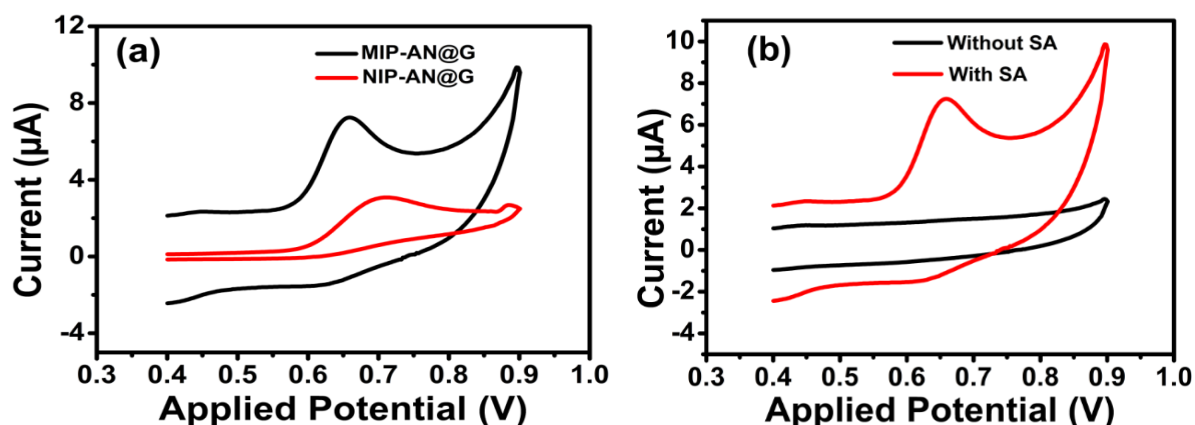 (a)
MIP-AN@G
NIP-AN@G
12
8
4
0
-4
Current (µA)
0.3 0.4 0.5 0.6 0.7 0.8 0.9 1.0
Applied Potential (V)
(b)
Without SA
With SA
10
8
6
4
2
0
-2
-4
Current (µA)
0.3 0.4 0.5 0.6 0.7 0.8 0.9 1.0
Applied Potential (V)